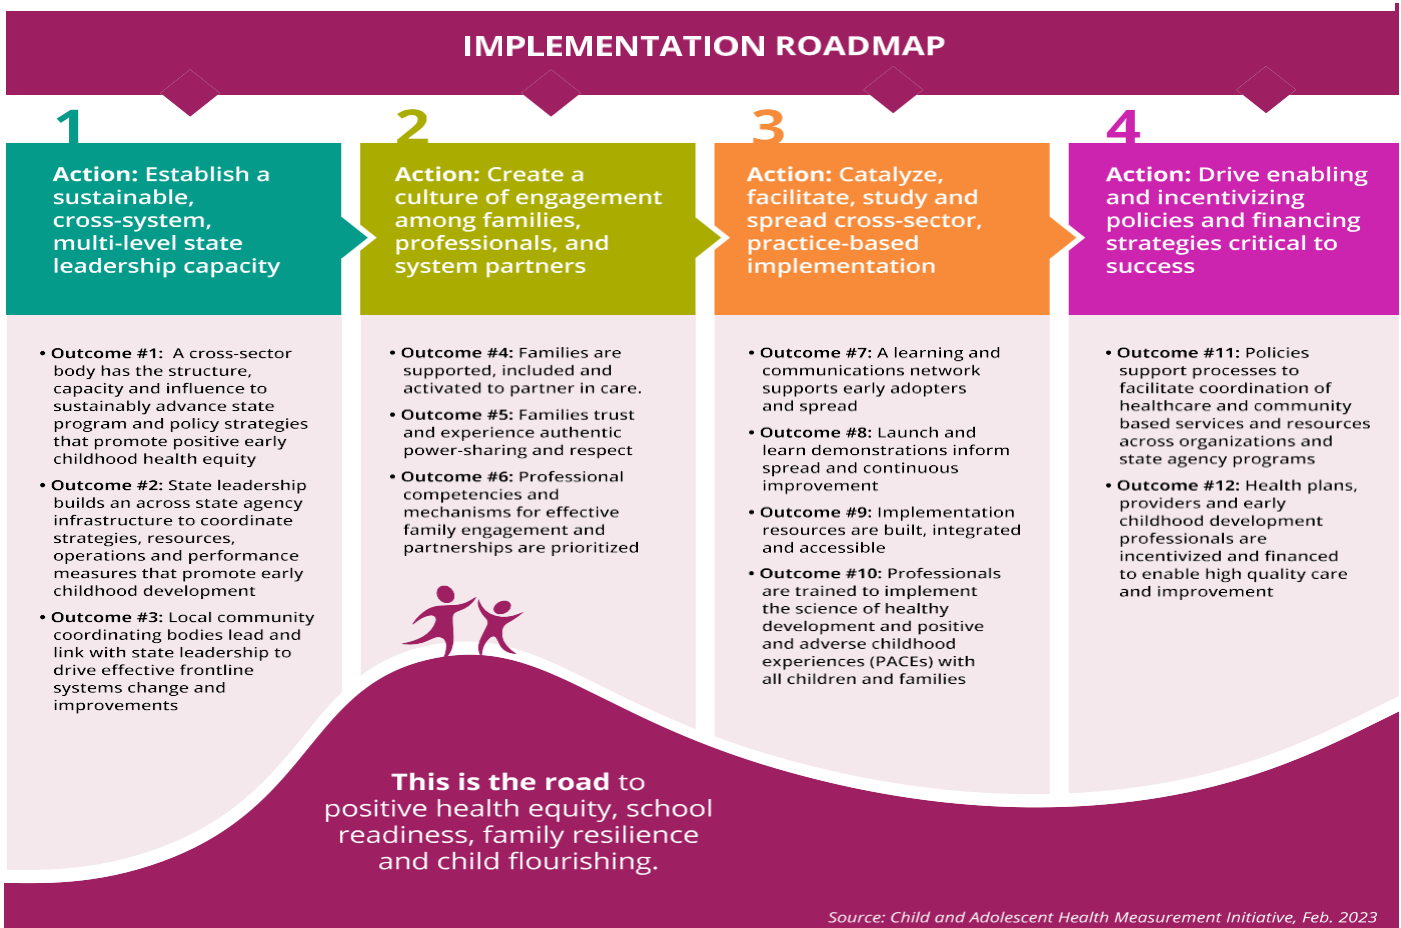 IMPLEMENTATION ROADMAP
1
Action: Establish a
sustainable,
cross-system,
multi-level state
leadership capacity
• Outcome #1: A cross-sector
body has the structure,
capacity and influence to
sustainably advance state
program and policy strategies
that promote positive early
childhood health equity
• Outcome #2: State leadership
builds an across state agency
infrastructure to coordinate
strategies, resources,
operations and performance
measures that promote early
childhood development
• Outcome #3: Local community
coordinating bodies lead and
link with state leadership to
drive effective frontline
systems change and
improvements
2
Action: Create a
culture of engagement
among families,
professionals, and
system partners
• Outcome #4: Families are
supported, included and
activated to partner in care.
• Outcome #5: Families trust
and experience authentic
power-sharing and respect
• Outcome #6: Professional
competencies and
mechanisms for effective
family engagement and
partnerships are prioritized
3
Action: Catalyze,
facilitate, study and
spread cross-sector,
practice-based
implementation
• Outcome #7: A learning and
communications network
supports early adopters
and spread
• Outcome #8: Launch and
learn demonstrations inform
spread and continuous
improvement
• Outcome #9: Implementation
resources are built, integrated
and accessible
• Outcome #10: Professionals
are trained to implement
the science of healthy
development and positive
and adverse childhood
experiences (PACEs) with
all children and families
4
Action: Drive enabling
and incentivizing
policies and financing
strategies critical to
success
• Outcome #11: Policies
support processes to
facilitate coordination of
healthcare and community
based services and resources
across organizations and
state agency programs
• Outcome #12: Health plans,
providers and early
childhood development
professionals are
incentivized and financed
to enable high quality care
and improvement
This is the road to
positive health equity, school
readiness, family resilience
and child flourishing.
Source: Child and Adolescent Health Measurement Initiative, Feb. 2023